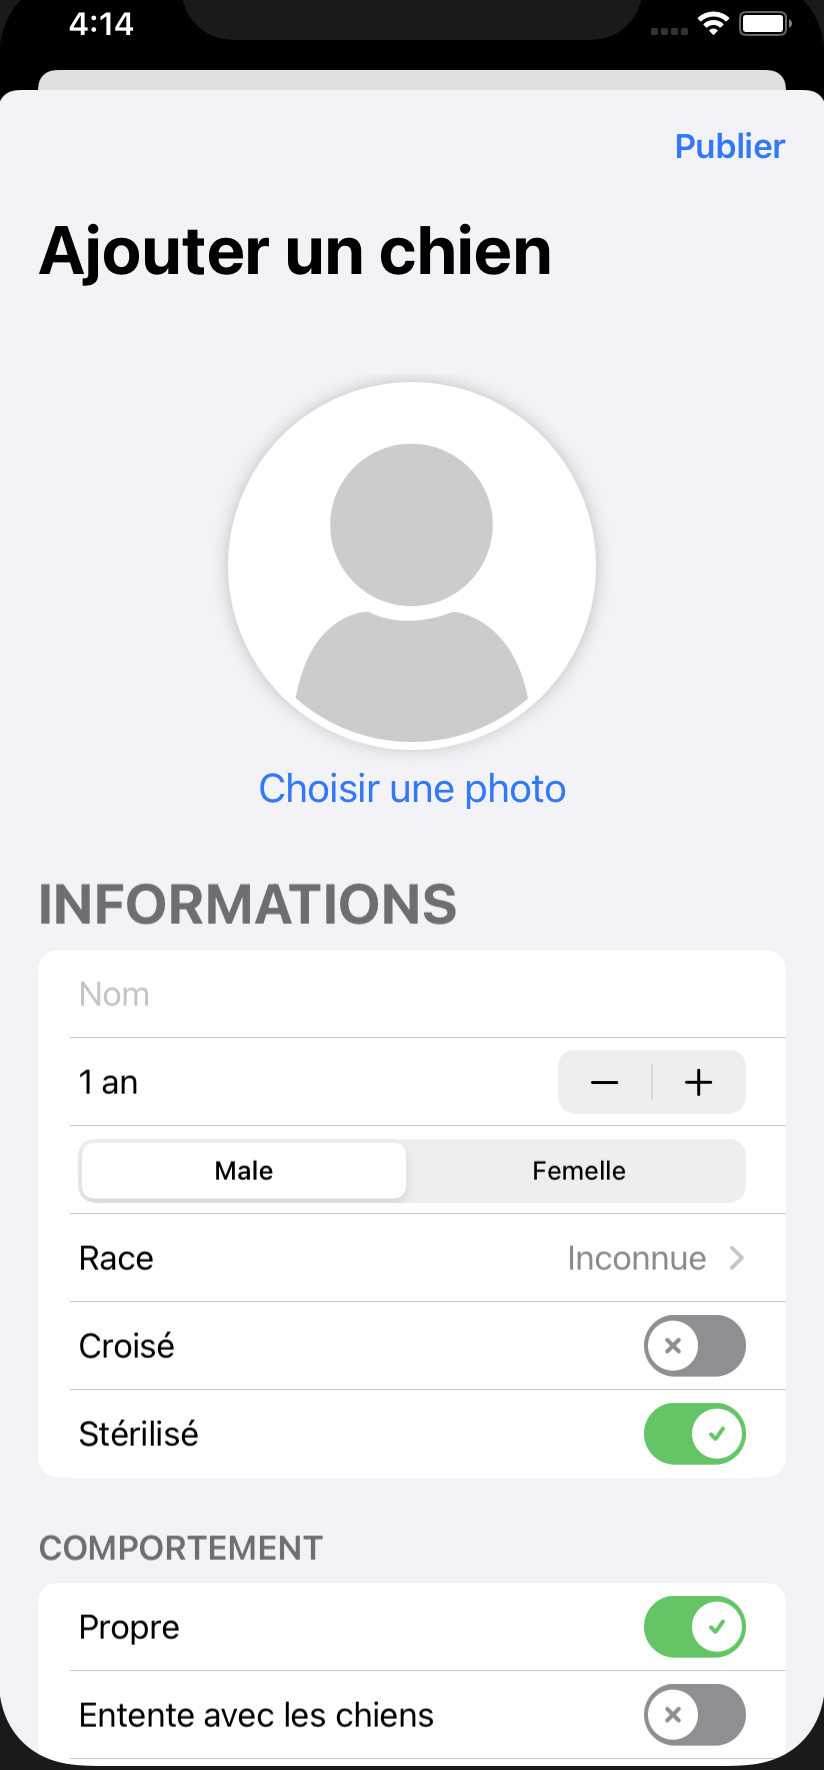 4:14
Publier
Ajouter un chien
Choisir une photo
INFORMATIONS
Nom
1 an
Male Femelle
Race Inconnue
Croisé
Stérilisé
COMPORTEMENT
Propre
Entente avec les chiens